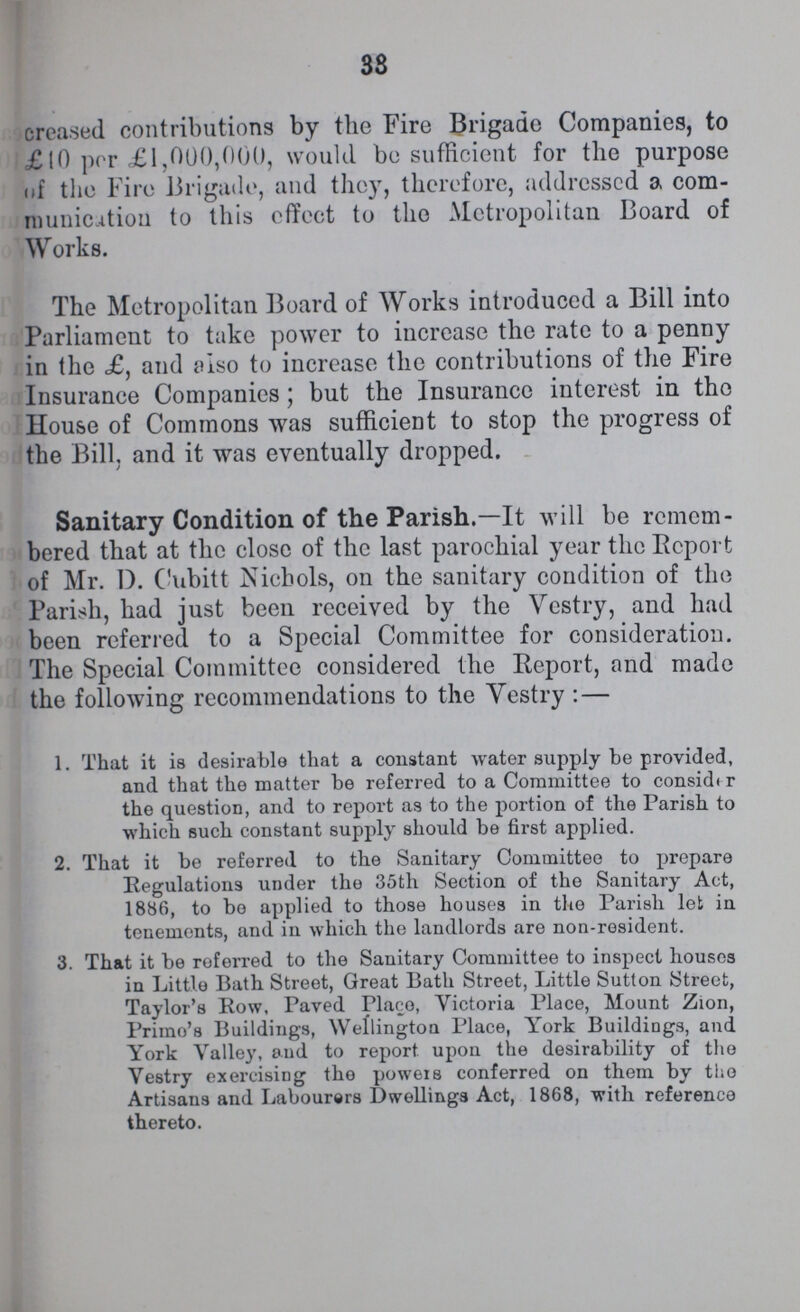 38
creased contributions by the Fire Brigade Companies, to
£10 per £1,000,000, would be sufficient for the purpose
of the Fire Brigade, and they, therefore, addressed a com-
munication to this effect to the Metropolitan Board of
Works.
The Metropolitan Board of Works introduced a Bill into
Parliament to take power to increase the rate to a penny
in the £, and also to increase the contributions of the Fire
Insurance Companies; but the Insurance interest in the
House of Commons was sufficient to stop the progress of
the Bill, and it was eventually dropped.
Sanitary Condition of the Parish.—It will be remem-
bered that at the close of the last parochial year the Report
of Mr. D. Cubitt Nichols, on the sanitary condition of the
Parish, had just been received by the Vestry, and had
been referred to a Special Committee for consideration.
The Special Committee considered the Report, and made
the following recommendations to the Vestry:—
1. That it is desirable that a constant water supply be provided,
and that the matter be referred to a Committee to consider
the question, and to report as to the portion of the Parish to
which such constant supply should be first applied.
2. That it be referred to the Sanitary Committee to prepare
Regulations under the 35th Section of the Sanitary Act,
1886, to be applied to those houses in the Parish let in
tenements, and in which the landlords are non-resident.
3. That it be referred to the Sanitary Committee to inspect houses
in Little Bath Street, Great Bath Street, Little Sutton Street,
Taylor's Row, Paved Place, Victoria Place, Mount Zion,
Primo's Buildings, Wellington Place, York Buildings, and
York Valley, and to report upon the desirability of the
Vestry exercising the powers conferred on them by the
Artisans and Labourers Dwellings Act, 1868, with reference
thereto.